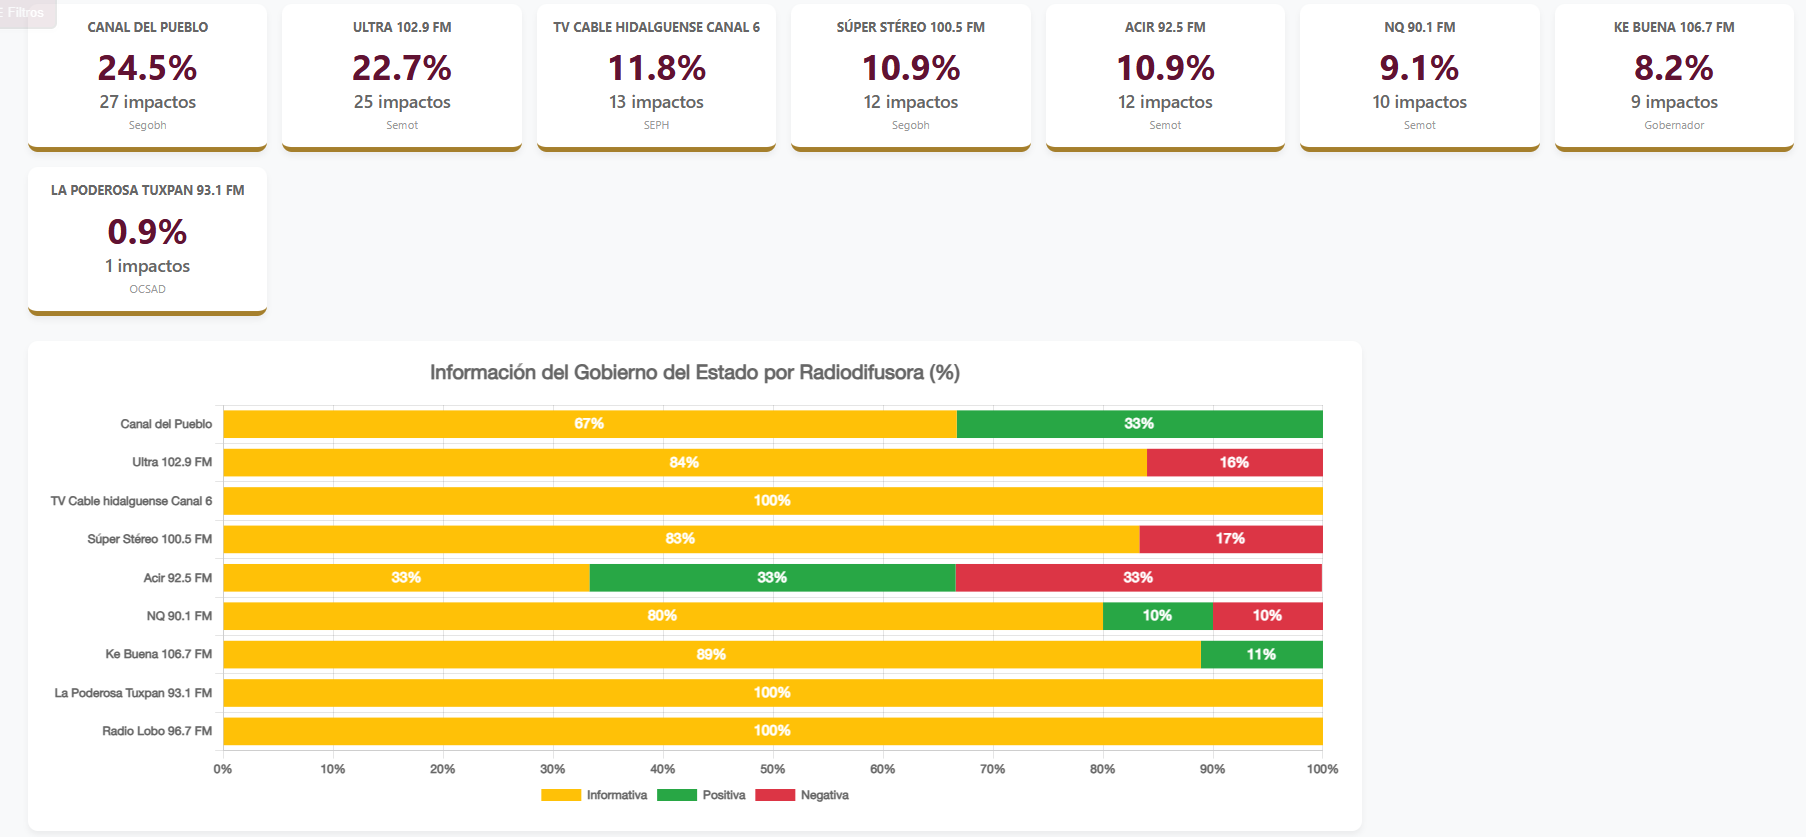 Filtros
CANAL DEL PUEBLO
24.5%
27 impactos
Segobh
ULTRA 102.9 FM
22.7%
25 impactos
Semot
TV CABLE HIDALGUENSE CANAL 6
11.8%
13 impactos
SEPH
SÚPER STÉREO 100.5 FM
10.9%
12 impactos
Segobh
ACIR 92.5 FM
10.9%
12 impactos
Semot
NQ 90.1 FM
9.1%
10 impactos
Semot
KE BUENA 106.7 FM
8.2%
9 impactos
Gobernador
LA PODEROSA TUXPAN 93.1 FM
0.9%
1 impactos
OCSAD
Información del Gobierno del Estado por Radiodifusora (%)
Canal del Pueblo 67% 33%
Ultra 102.9 FM 84% 16%
TV Cable hidalguense Canal 6 100%
Súper Stéreo 100.5 FM 83% 17%
Acir 92.5 FM 33% 33% 33%
NQ 90.1 FM 80% 10% 10%
Ke Buena 106.7 FM 89% 11%
La Poderosa Tuxpan 93.1 FM 100%
Radio Lobo 96.7 FM 100%
0% 10% 20% 30% 40% 50% 60% 70% 80% 90% 100%
Informativa Positiva Negativa